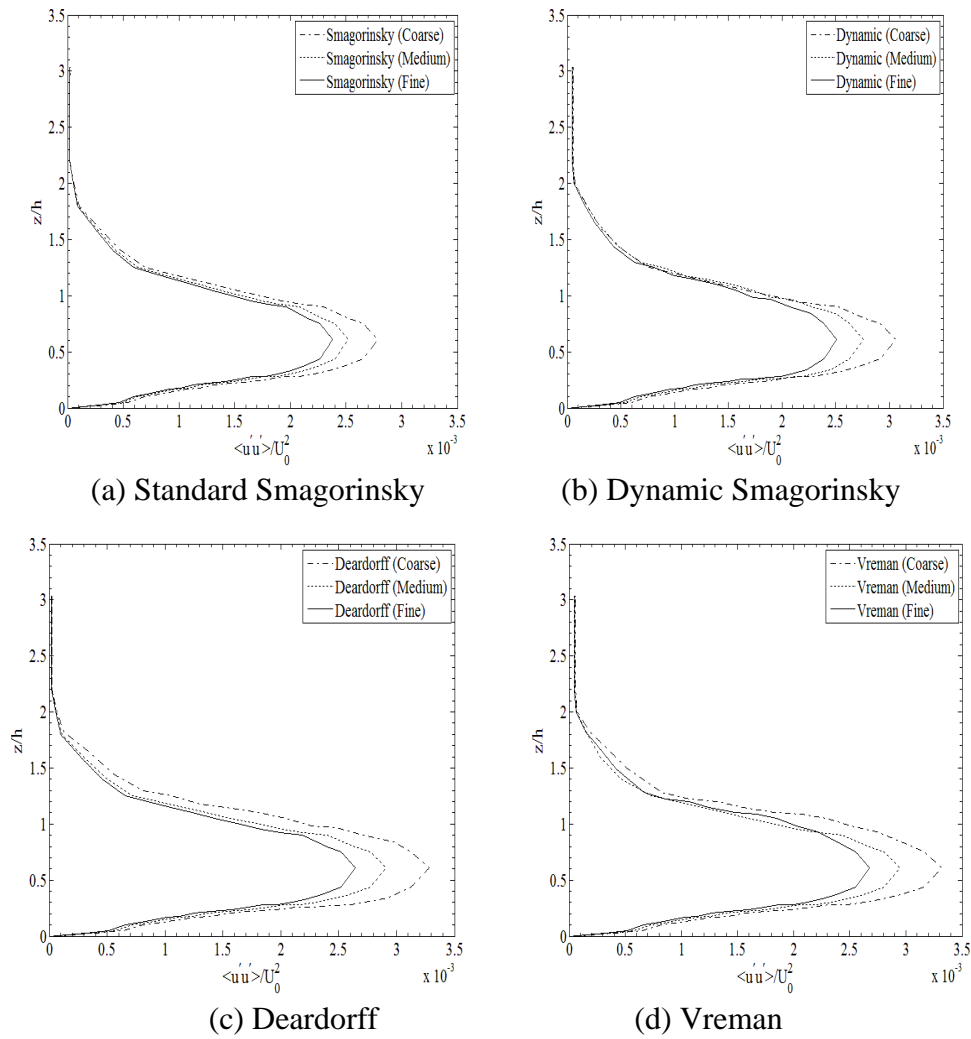 3.5
3
2.5
2
1.5
1
0.5
0
z/h
Smagorinsky (Coarse)
Smagorinsky (Medium)
Smagorinsky (Fine)
0 0.5 1 1.5 2 2.5 3 3.5
x 10⁻³
<u'u'>/U₀²
(a) Standard Smagorinsky
3.5
3
2.5
2
1.5
1
0.5
0
z/h
Dynamic (Coarse)
Dynamic (Medium)
Dynamic (Fine)
0.5 1 1.5 2 2.5 3 3.5
x 10⁻³
<u'u'>/U₀²
(b) Dynamic Smagorinsky
3.5
3
2.5
2
1.5
1
0.5
0
z/h
Deardorff (Coarse)
Deardorff (Medium)
Deardorff (Fine)
0 0.5 1 1.5 2 2.5 3 3.5
x 10⁻³
<u'u'>/U₀²
(c) Deardorff
3.5
3
2.5
2
1.5
1
0.5
0
z/h
Vreman (Coarse)
Vreman (Medium)
Vreman (Fine)
0 0.5 1 1.5 2 2.5 3 3.5
x 10⁻³
<u'u'>/U₀²
(d) Vreman